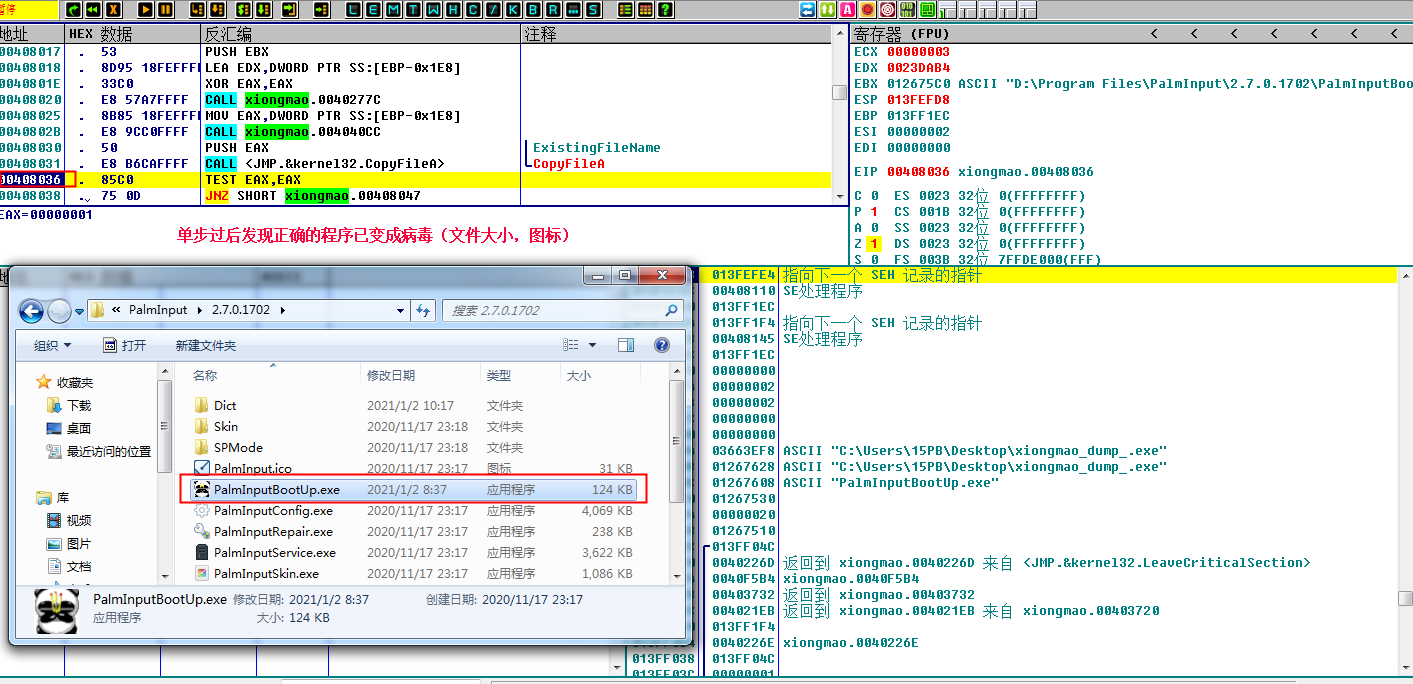 暂停
L E M T W H C / K B R ... S
地址 HEX 数据 反汇编 注释
00408017 . 53 PUSH EBX
00408018 . 8D95 18FEFFFF LEA EDX,DWORD PTR SS:[EBP-0x1E8]
0040801E . 33C0 XOR EAX,EAX
00408020 . E8 57A7FFFF CALL xiongmao.0040277C
00408025 . 8B85 18FEFFFF MOV EAX,DWORD PTR SS:[EBP-0x1E8]
0040802B . E8 9CC0FFFF CALL xiongmao.004040CC
00408030 . 50 PUSH EAX ExistingFileName
00408031 . E8 B6CAFFFF CALL <JMP.&kernel32.CopyFileA> CopyFileA
00408036 . 85C0 TEST EAX,EAX
00408038 . 75 0D JNZ SHORT xiongmao.00408047
EAX=00000001
单步过后发现正确的程序已变成病毒（文件大小，图标）
寄存器 (FPU) < < < < < < <
ECX 00000003
EDX 0023DAB4
EBX 012675C0 ASCII "D:\Program Files\PalmInput\2.7.0.1702\PalmInputBoo
ESP 013FEFD8
EBP 013FF1EC
ESI 00000002
EDI 00000000
EIP 00408036 xiongmao.00408036
C 0 ES 0023 32位 0(FFFFFFFF)
P 1 CS 001B 32位 0(FFFFFFFF)
A 0 SS 0023 32位 0(FFFFFFFF)
Z 1 DS 0023 32位 0(FFFFFFFF)
S 0 FS 003B 32位 7FFDE000(FFF)
« PalmInput 2.7.0.1702
搜索 2.7.0.1702
组织 打开 新建文件夹
收藏夹
下载
桌面
最近访问的位置
库
视频
图片
文档
名称 修改日期 类型 大小
Dict 2021/1/2 10:17 文件夹
Skin 2020/11/17 23:18 文件夹
SPMode 2020/11/17 23:18 文件夹
PalmInput.ico 2020/11/17 23:17 图标 31 KB
PalmInputBootUp.exe 2021/1/2 8:37 应用程序 124 KB
PalmInputConfig.exe 2020/11/17 23:17 应用程序 4,069 KB
PalmInputRepair.exe 2020/11/17 23:17 应用程序 238 KB
PalmInputService.exe 2020/11/17 23:17 应用程序 3,622 KB
PalmInputSkin.exe 2020/11/17 23:17 应用程序 1,086 KB
PalmInputBootUp.exe 修改日期: 2021/1/2 8:37 创建日期: 2020/11/17 23:17
应用程序 大小: 124 KB
013FEFE4 指向下一个 SEH 记录的指针
00408110 SE处理程序
013FF1EC
013FF1F4 指向下一个 SEH 记录的指针
00408145 SE处理程序
013FF1EC
00000000
00000002
00000002
00000000
00000000
03663EF8 ASCII "C:\Users\15PB\Desktop\xiongmao_dump_.exe"
01267628 ASCII "C:\Users\15PB\Desktop\xiongmao_dump_.exe"
01267608 ASCII "PalmInputBootUp.exe"
01267530
00000020
01267510
013FF04C
0040226D 返回到 xiongmao.0040226D 来自 <JMP.&kernel32.LeaveCriticalSection>
0040F5B4 xiongmao.0040F5B4
00403732 返回到 xiongmao.00403732
004021EB 返回到 xiongmao.004021EB 来自 xiongmao.00403720
013FF1F4
0040226E xiongmao.0040226E
013FF038 013FF04C
013FF03C 00000001